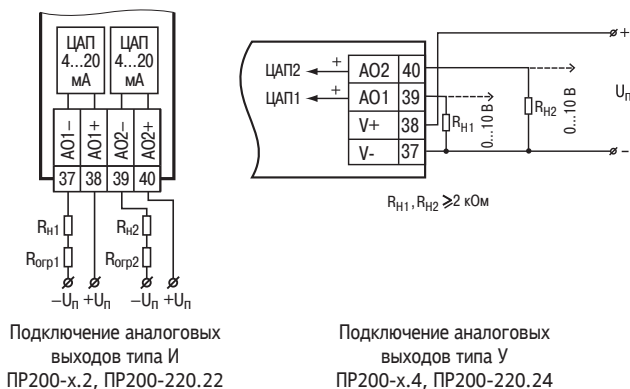 ЦАП
4...20
мА
ЦАП
4...20
мА
AO1–
AO1+
AO2–
AO2+
37
38
39
40
Rн1
Rн2
Rогр1
Rогр2
–Uп
+Uп
–Uп
+Uп
Подключение аналоговых
выходов типа И
ПР200-х.2, ПР200-220.22
ЦАП2
+
AO2
40
ЦАП1
+
AO1
39
V+
38
V-
37
RН1
0...10 В
RН2
0...10 В
+
Uп
–
RН1, RН2 ⩾2 кОм
Подключение аналоговых
выходов типа У
ПР200-х.4, ПР200-220.24